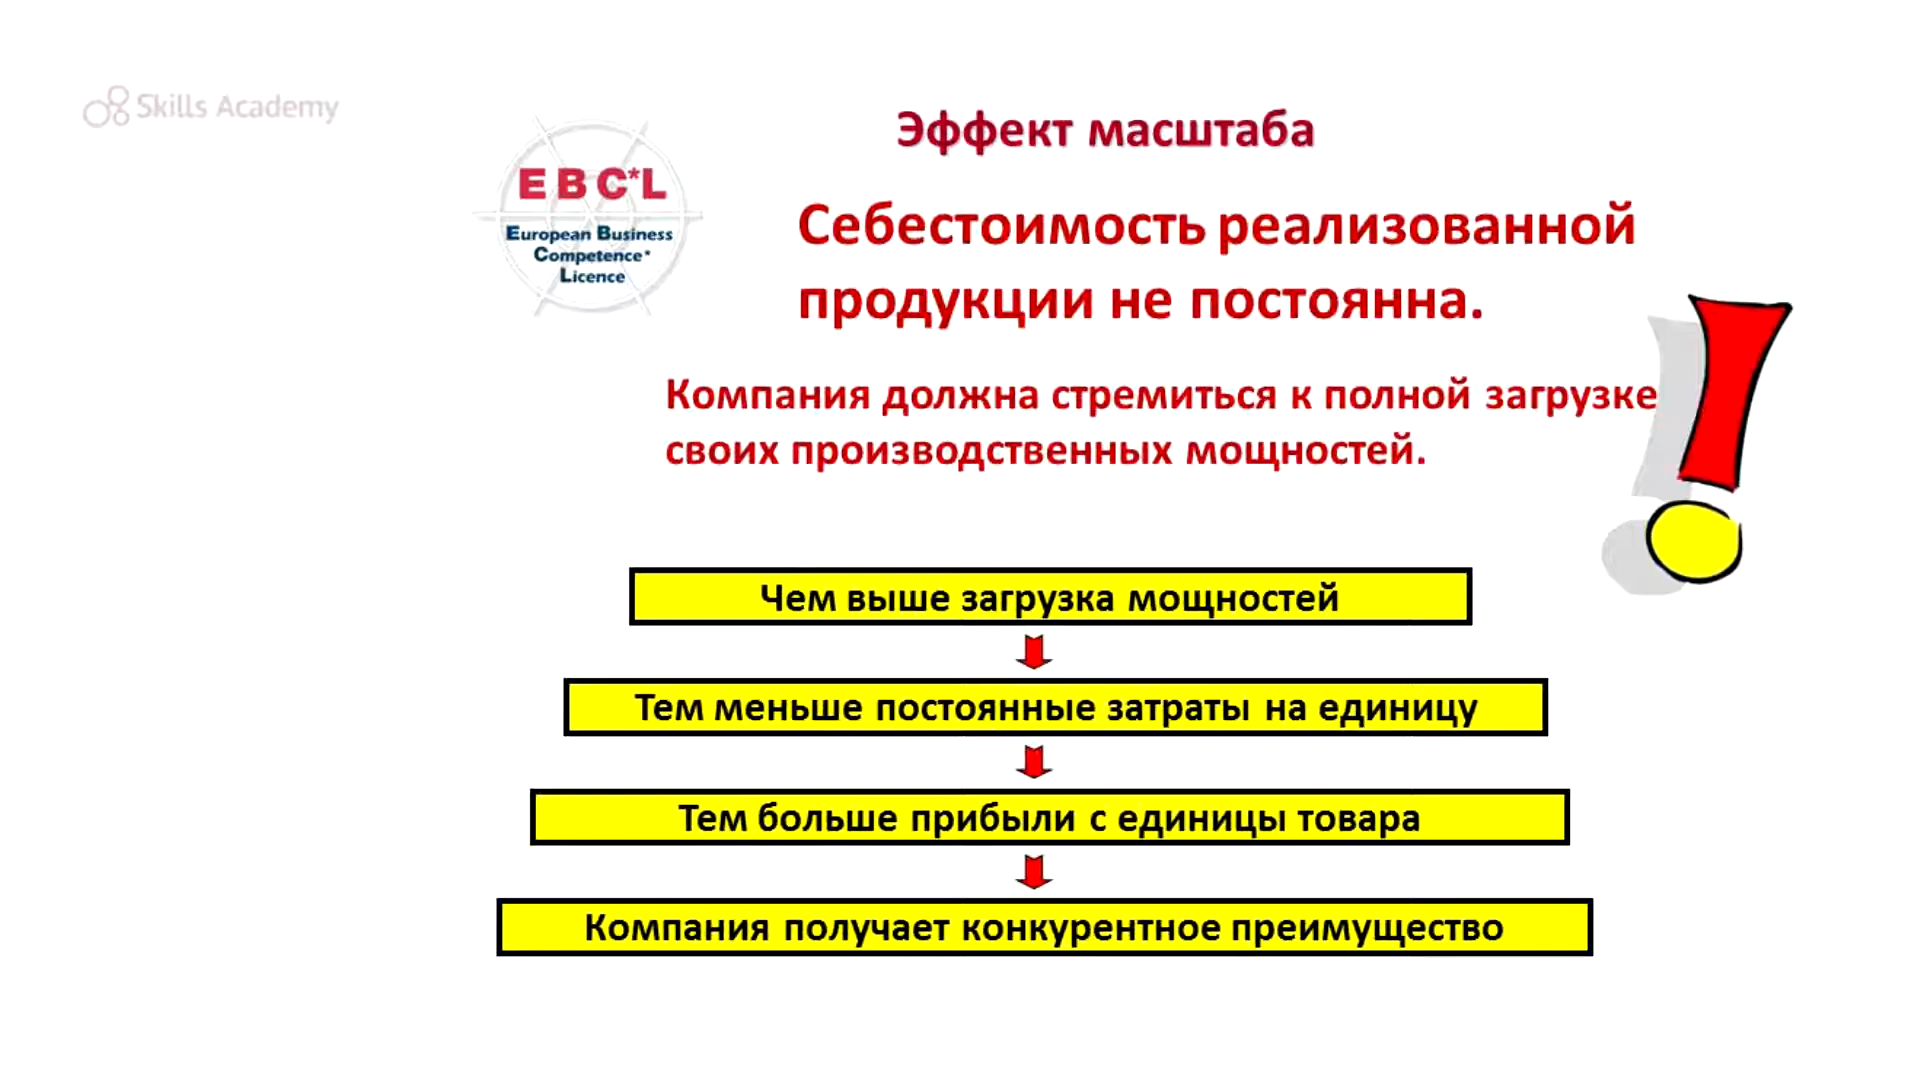 Skills Academy
Эффект масштаба
E B C*L
European Business
Competence*
Licence
Себестоимость реализованной
продукции не постоянна.
Компания должна стремиться к полной загрузке
своих производственных мощностей.
Чем выше загрузка мощностей
Тем меньше постоянные затраты на единицу
Тем больше прибыли с единицы товара
Компания получает конкурентное преимущество